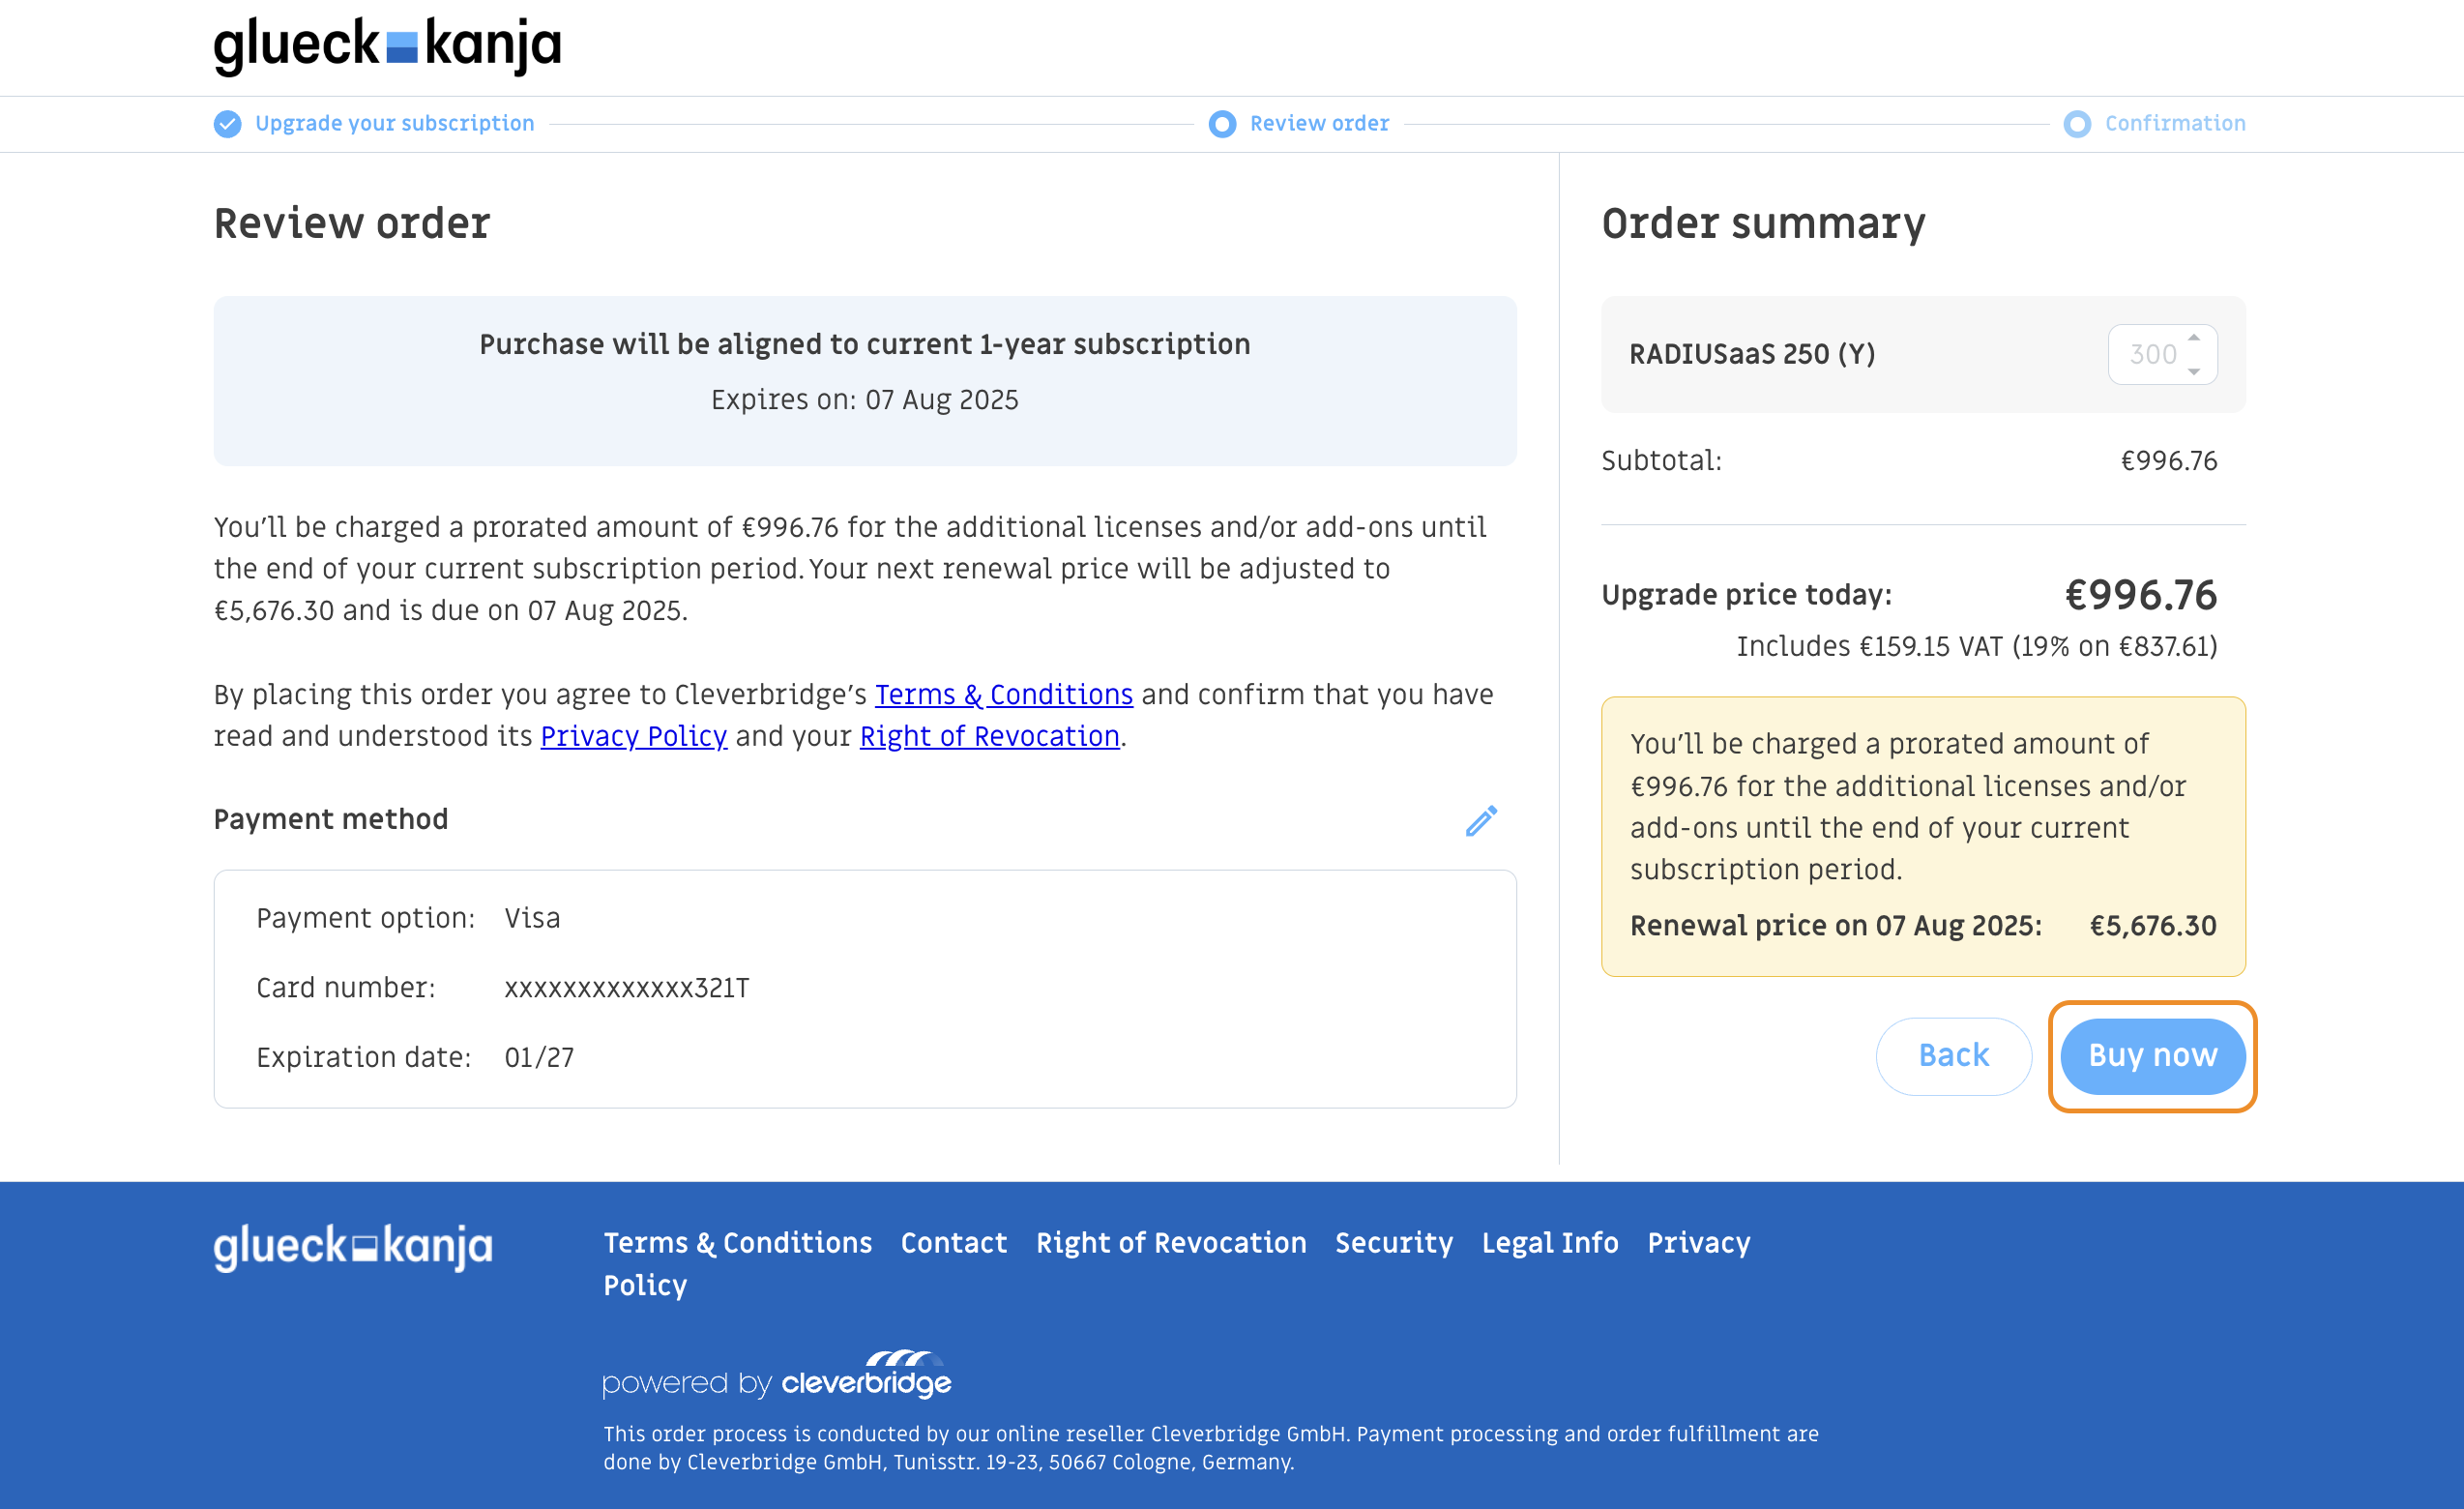 glueck kanja
Upgrade your subscription
Review order
Confirmation
Review order
Purchase will be aligned to current 1-year subscription
Expires on: 07 Aug 2025
You’ll be charged a prorated amount of €996.76 for the additional licenses and/or add-ons until
the end of your current subscription period. Your next renewal price will be adjusted to
€5,676.30 and is due on 07 Aug 2025.
By placing this order you agree to Cleverbridge’s Terms & Conditions and confirm that you have
read and understood its Privacy Policy and your Right of Revocation.
Payment method
Payment option: Visa
Card number: xxxxxxxxxxxxx321T
Expiration date: 01/27
Order summary
RADIUSaaS 250 (Y) 300
Subtotal: €996.76
Upgrade price today: €996.76
Includes €159.15 VAT (19% on €837.61)
You’ll be charged a prorated amount of
€996.76 for the additional licenses and/or
add-ons until the end of your current
subscription period.
Renewal price on 07 Aug 2025: €5,676.30
Back
Buy now
glueck kanja
Terms & Conditions Contact Right of Revocation Security Legal Info Privacy
Policy
powered by cleverbridge
This order process is conducted by our online reseller Cleverbridge GmbH. Payment processing and order fulfillment are
done by Cleverbridge GmbH, Tunisstr. 19-23, 50667 Cologne, Germany.